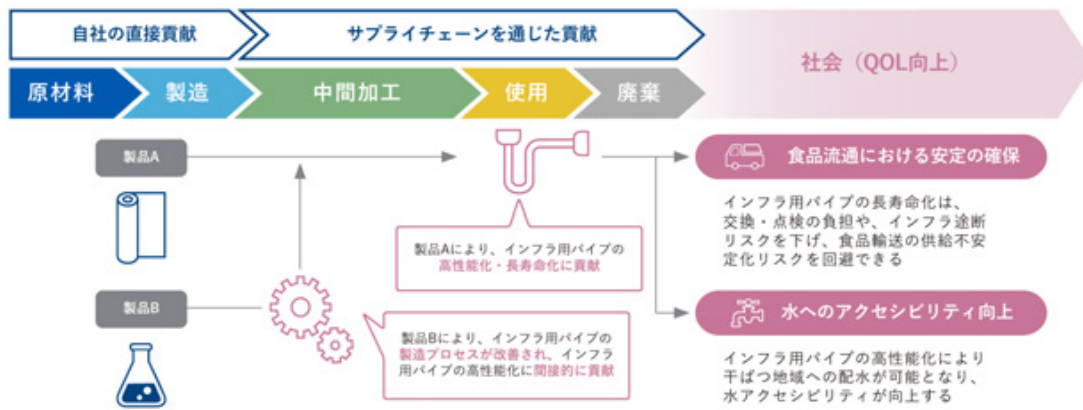 自社の直接貢献
サプライチェーンを通じた貢献
社会（QOL向上）
原材料
製造
中間加工
使用
廃棄
製品A
製品B
製品Aにより、インフラ用パイプの
高性能化・長寿命化に貢献
製品Bにより、インフラ用パイプの
製造プロセスが改善され、インフラ
用パイプの高性能化に間接的に貢献
食品流通における安定の確保
インフラ用パイプの長寿命化は、
交換・点検の負担や、インフラ途断
リスクを下げ、食品輸送の供給不安
定化リスクを回避できる
水へのアクセシビリティ向上
インフラ用パイプの高性能化により
干ばつ地域への配水が可能となり、
水アクセシビリティが向上する